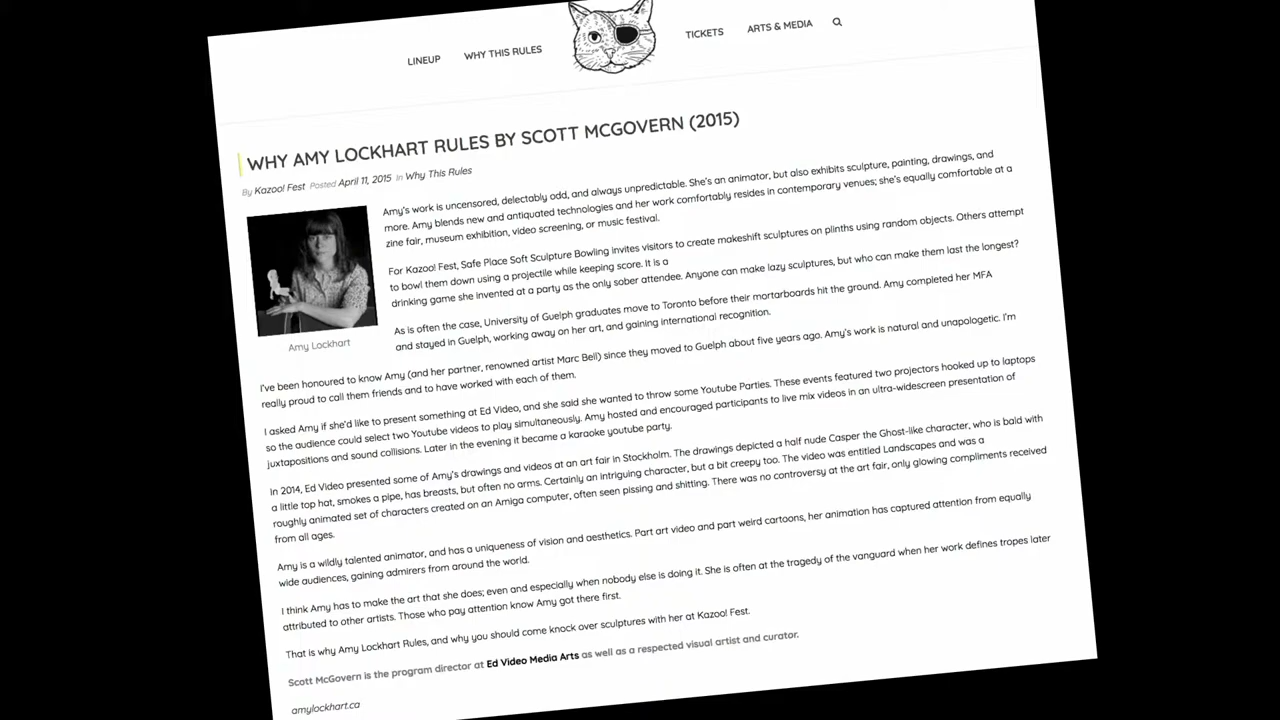 LINEUP WHY THIS RULES TICKETS ARTS & MEDIA
WHY AMY LOCKHART RULES BY SCOTT MCGOVERN (2015)
By Kazoo! Fest Posted April 11, 2015 In Why This Rules
Amy's work is uncensored, delectably odd, and always unpredictable. She's an animator, but also exhibits sculpture, painting, drawings, and
more. Amy blends new and antiquated technologies and her work comfortably resides in contemporary venues; she's equally comfortable at a
zine fair, museum exhibition, video screening, or music festival.
For Kazoo! Fest, Safe Place Soft Sculpture Bowling invites visitors to create makeshift sculptures on plinths using random objects. Others attempt
to bowl them down using a projectile while keeping score. It is a
drinking game she invented at a party as the only sober attendee. Anyone can make lazy sculptures, but who can make them last the longest?
As is often the case, University of Guelph graduates move to Toronto before their mortarboards hit the ground. Amy completed her MFA
and stayed in Guelph, working away on her art, and gaining international recognition.
Amy Lockhart
I've been honoured to know Amy (and her partner, renowned artist Marc Bell) since they moved to Guelph about five years ago. Amy's work is natural and unapologetic. I'm
really proud to call them friends and to have worked with each of them.
I asked Amy if she'd like to present something at Ed Video, and she said she wanted to throw some Youtube Parties. These events featured two projectors hooked up to laptops
so the audience could select two Youtube videos to play simultaneously. Amy hosted and encouraged participants to live mix videos in an ultra-widescreen presentation of
juxtapositions and sound collisions. Later in the evening it became a karaoke youtube party.
In 2014, Ed Video presented some of Amy's drawings and videos at an art fair in Stockholm. The drawings depicted a half nude Casper the Ghost-like character, who is bald with
a little top hat, smokes a pipe, has breasts, but often no arms. Certainly an intriguing character, but a bit creepy too. The video was entitled Landscapes and was a
roughly animated set of characters created on an Amiga computer, often seen pissing and shitting. There was no controversy at the art fair, only glowing compliments received
from all ages.
Amy is a wildly talented animator, and has a uniqueness of vision and aesthetics. Part art video and part weird cartoons, her animation has captured attention from equally
wide audiences, gaining admirers from around the world.
I think Amy has to make the art that she does; even and especially when nobody else is doing it. She is often at the tragedy of the vanguard when her work defines tropes later
attributed to other artists. Those who pay attention know Amy got there first.
That is why Amy Lockhart Rules, and why you should come knock over sculptures with her at Kazoo! Fest.
Scott McGovern is the program director at Ed Video Media Arts as well as a respected visual artist and curator.
amylockhart.ca